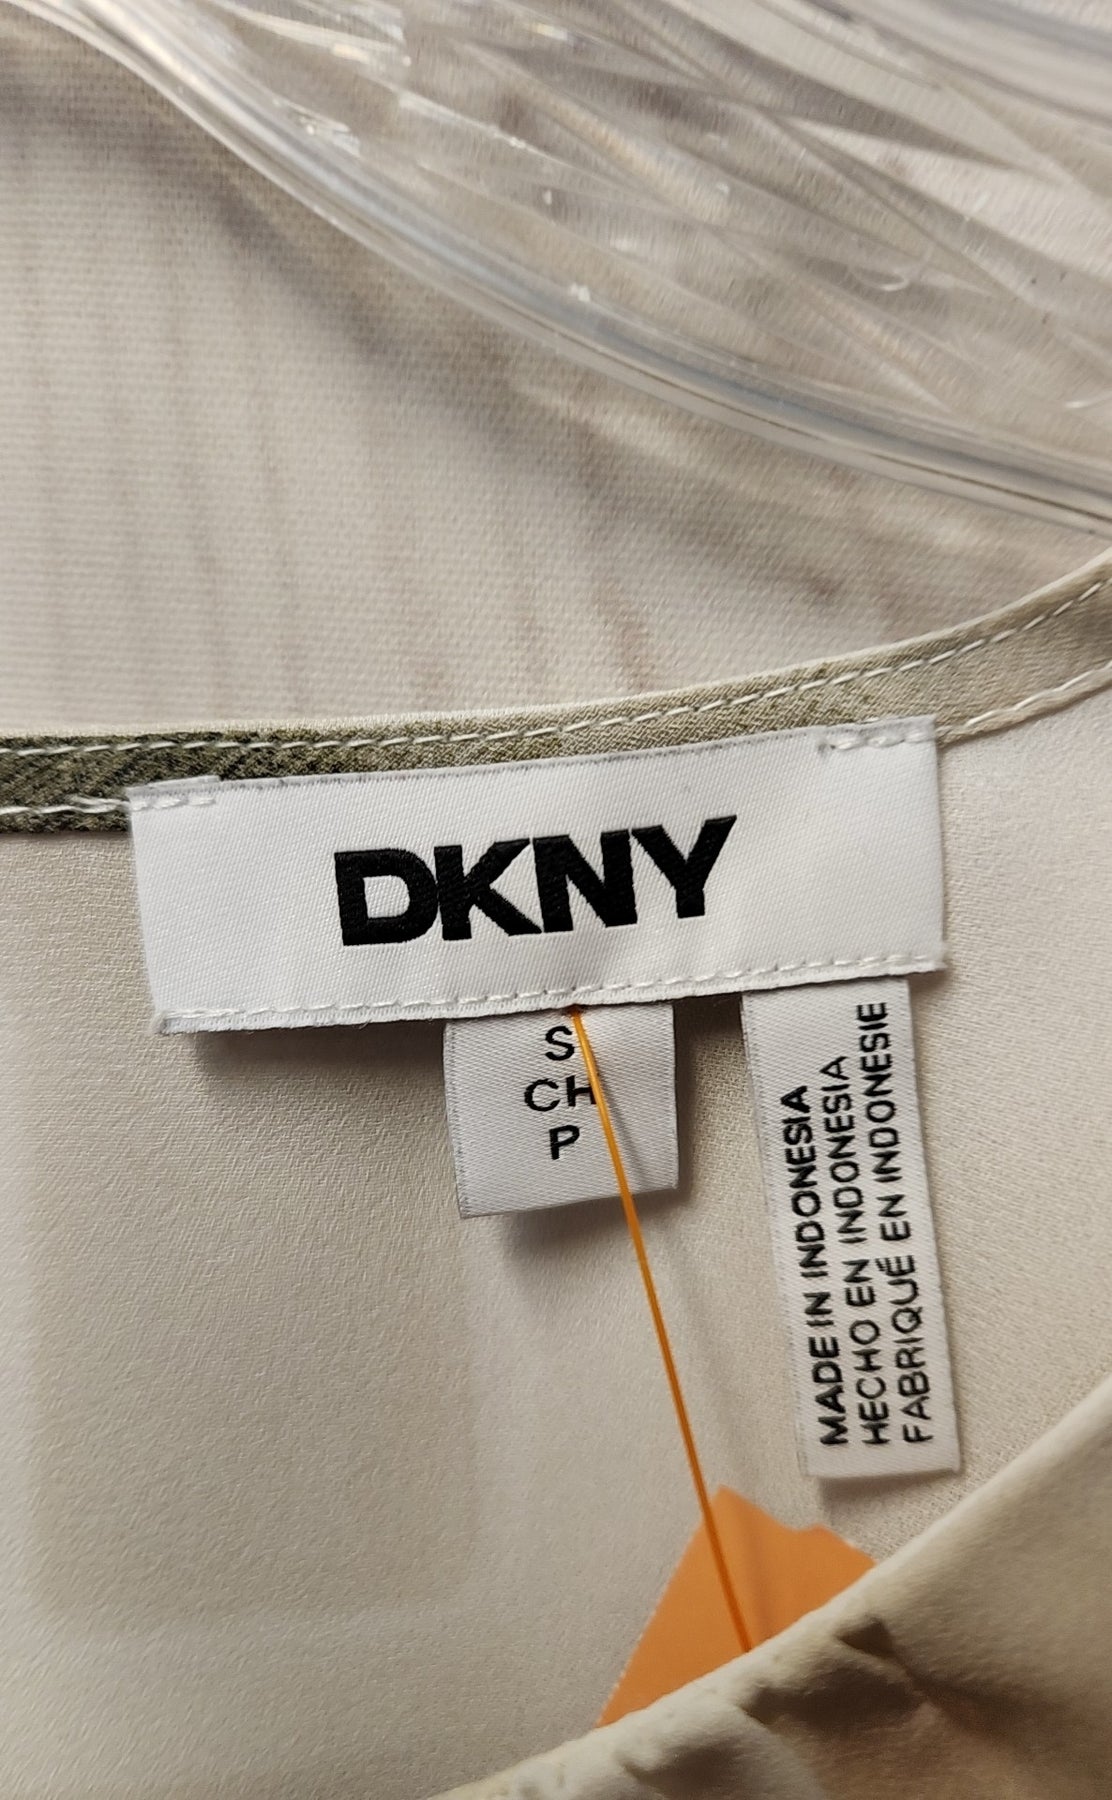 DKNY
S
CH
P
MADE IN INDONESIA
HECHO EN INDONESIA
FABRIQUÉ EN INDONESIE